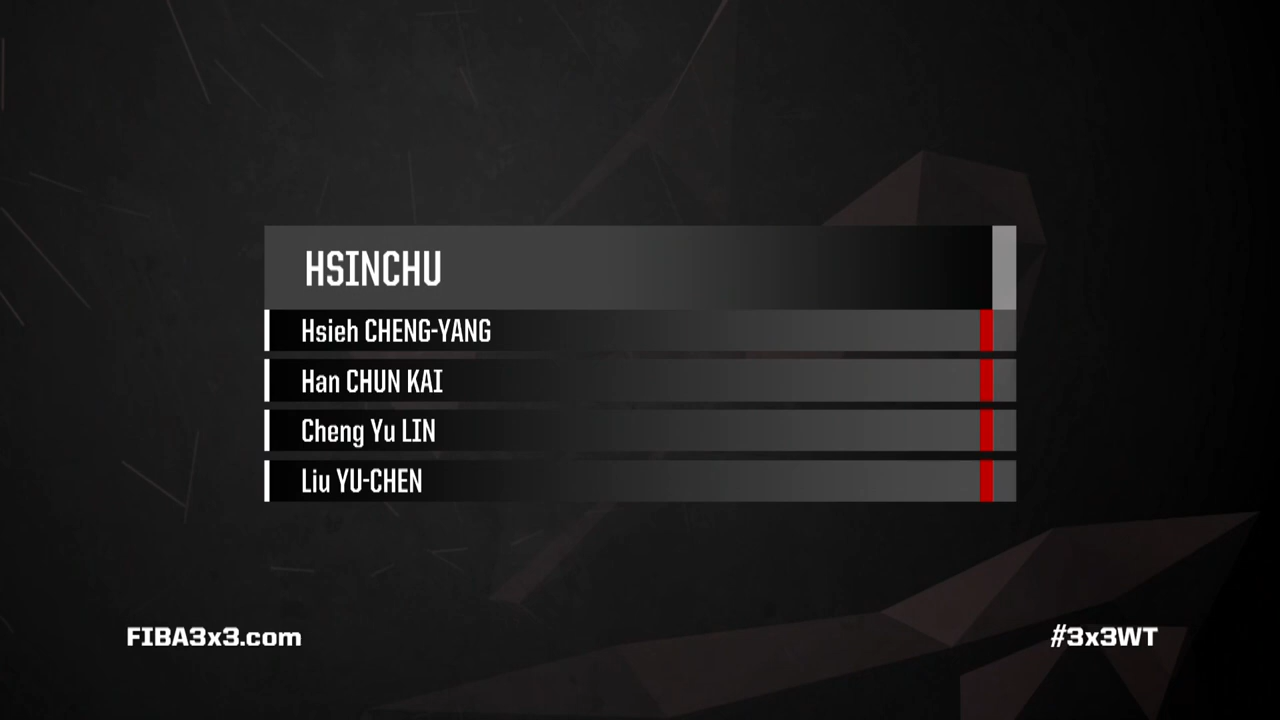 HSINCHU
Hsieh CHENG-YANG
Han CHUN KAI
Cheng Yu LIN
Liu YU-CHEN
FIBA3x3.com
#3x3WT